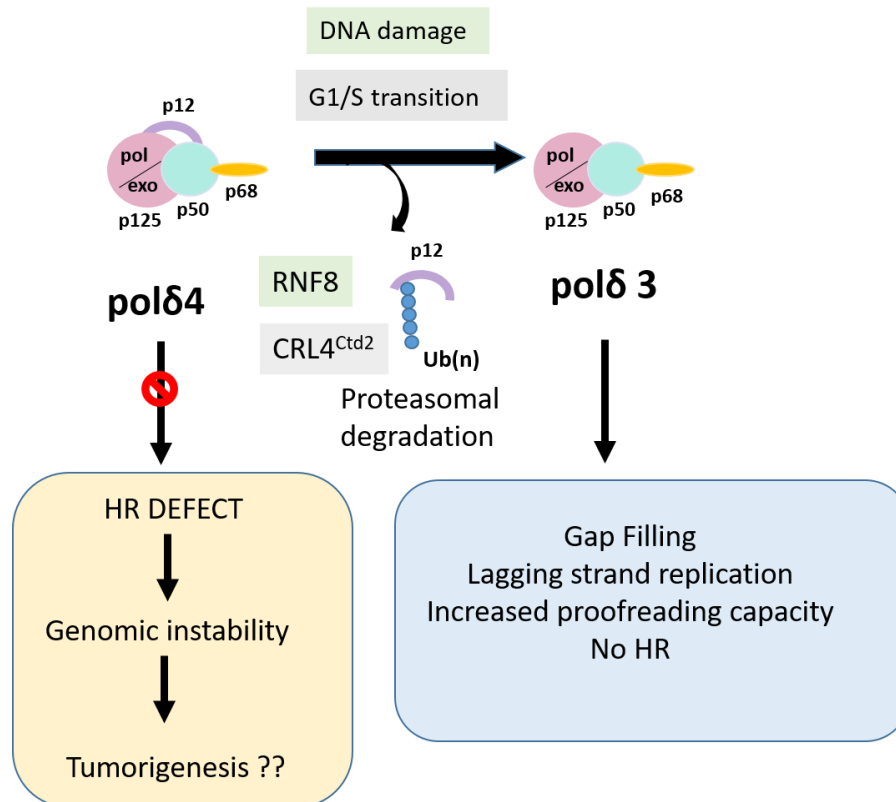 DNA damage
G1/S transition
p12
pol
exo
p125
p50
p68
pol
exo
p125
p50
p68
p12
RNF8
CRL4Ctd2
Ub(n)
Proteasomal
degradation
polδ4
polδ 3
HR DEFECT
Genomic instability
Tumorigenesis ??
Gap Filling
Lagging strand replication
Increased proofreading capacity
No HR